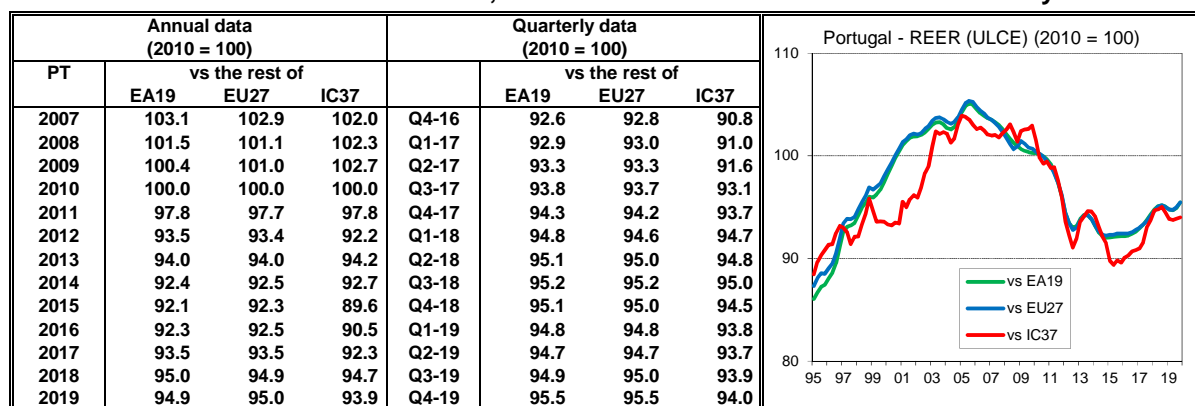 Annual data Quarterly data
(2010 = 100) (2010 = 100)
PT vs the rest of vs the rest of
EA19 EU27 IC37 EA19 EU27 IC37
2007 103.1 102.9 102.0 Q4-16 92.6 92.8 90.8
2008 101.5 101.1 102.3 Q1-17 92.9 93.0 91.0
2009 100.4 101.0 102.7 Q2-17 93.3 93.3 91.6
2010 100.0 100.0 100.0 Q3-17 93.8 93.7 93.1
2011 97.8 97.7 97.8 Q4-17 94.3 94.2 93.7
2012 93.5 93.4 92.2 Q1-18 94.8 94.6 94.7
2013 94.0 94.0 94.2 Q2-18 95.1 95.0 94.8
2014 92.4 92.5 92.7 Q3-18 95.2 95.2 95.0
2015 92.1 92.3 89.6 Q4-18 95.1 95.0 94.5
2016 92.3 92.5 90.5 Q1-19 94.8 94.8 93.8
2017 93.5 93.5 92.3 Q2-19 94.7 94.7 93.7
2018 95.0 94.9 94.7 Q3-19 94.9 95.0 93.9
2019 94.9 95.0 93.9 Q4-19 95.5 95.5 94.0
Portugal - REER (ULCE) (2010 = 100)
110
100
90
80
vs EA19
vs EU27
vs IC37
95 97 99 01 03 05 07 09 11 13 15 17 19